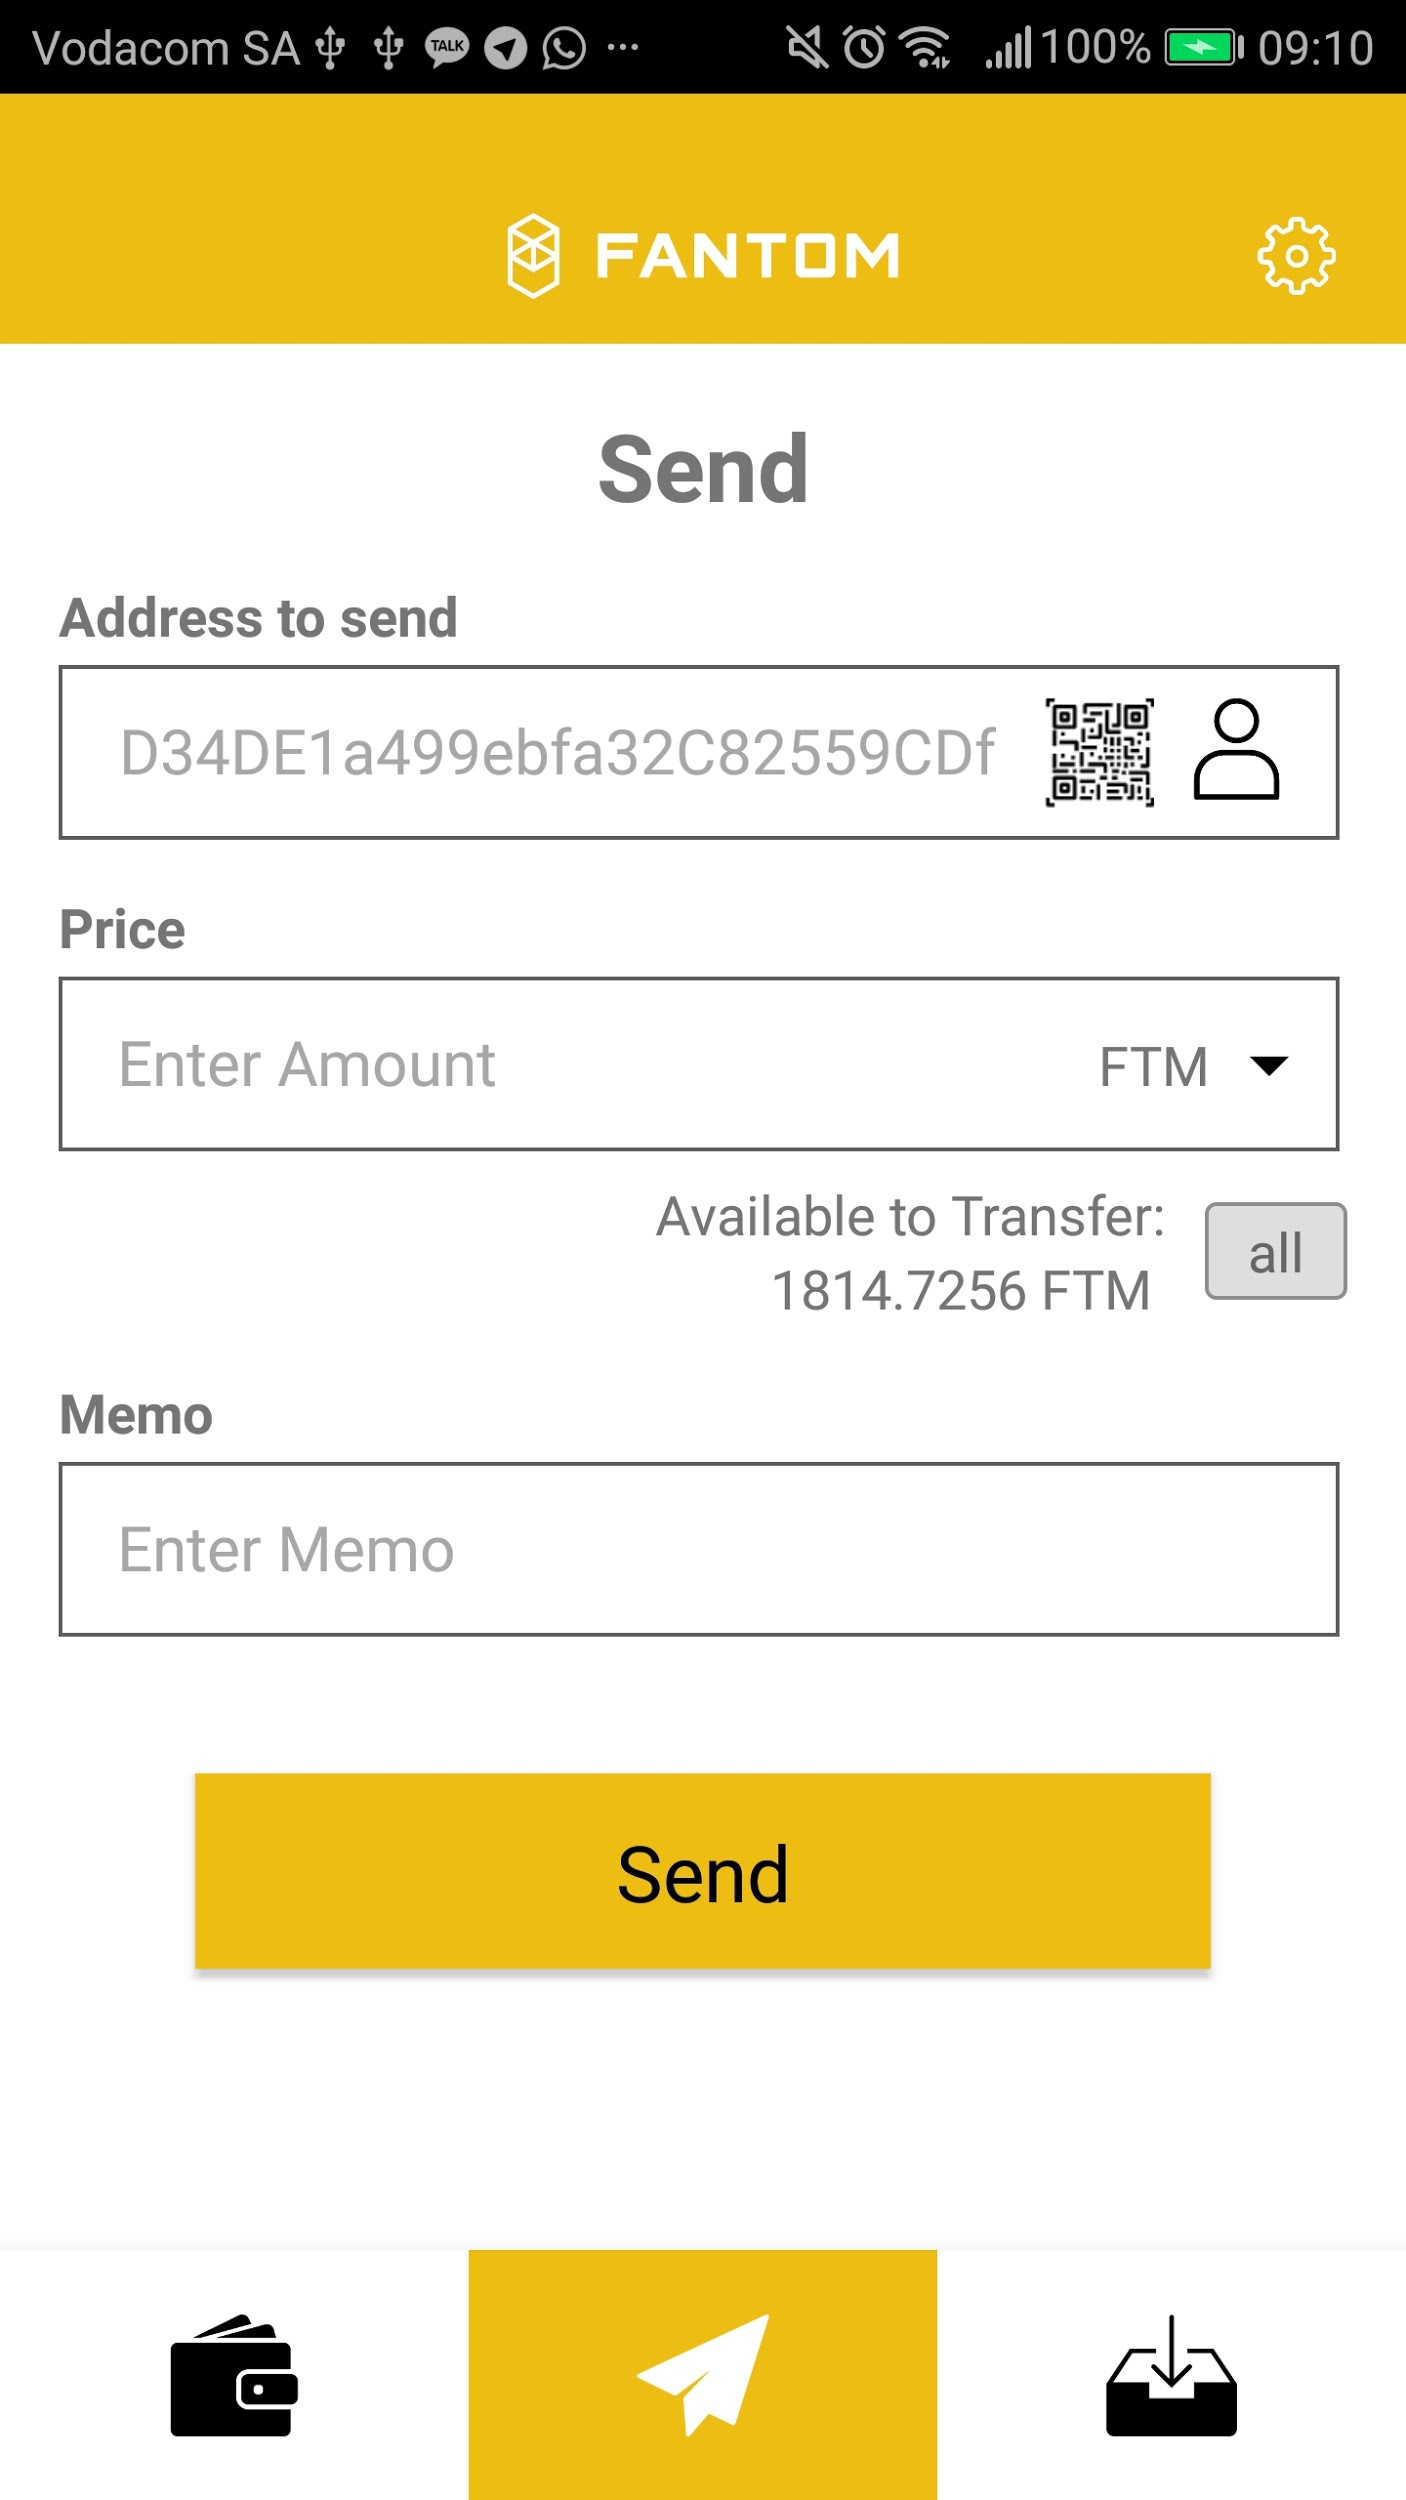 Vodacom SA TALK ... 100% 09:10
FANTOM
Send
Address to send
D34DE1a499ebfa32C82559CDf
Price
Enter Amount FTM
Available to Transfer:
1814.7256 FTM
all
Memo
Enter Memo
Send